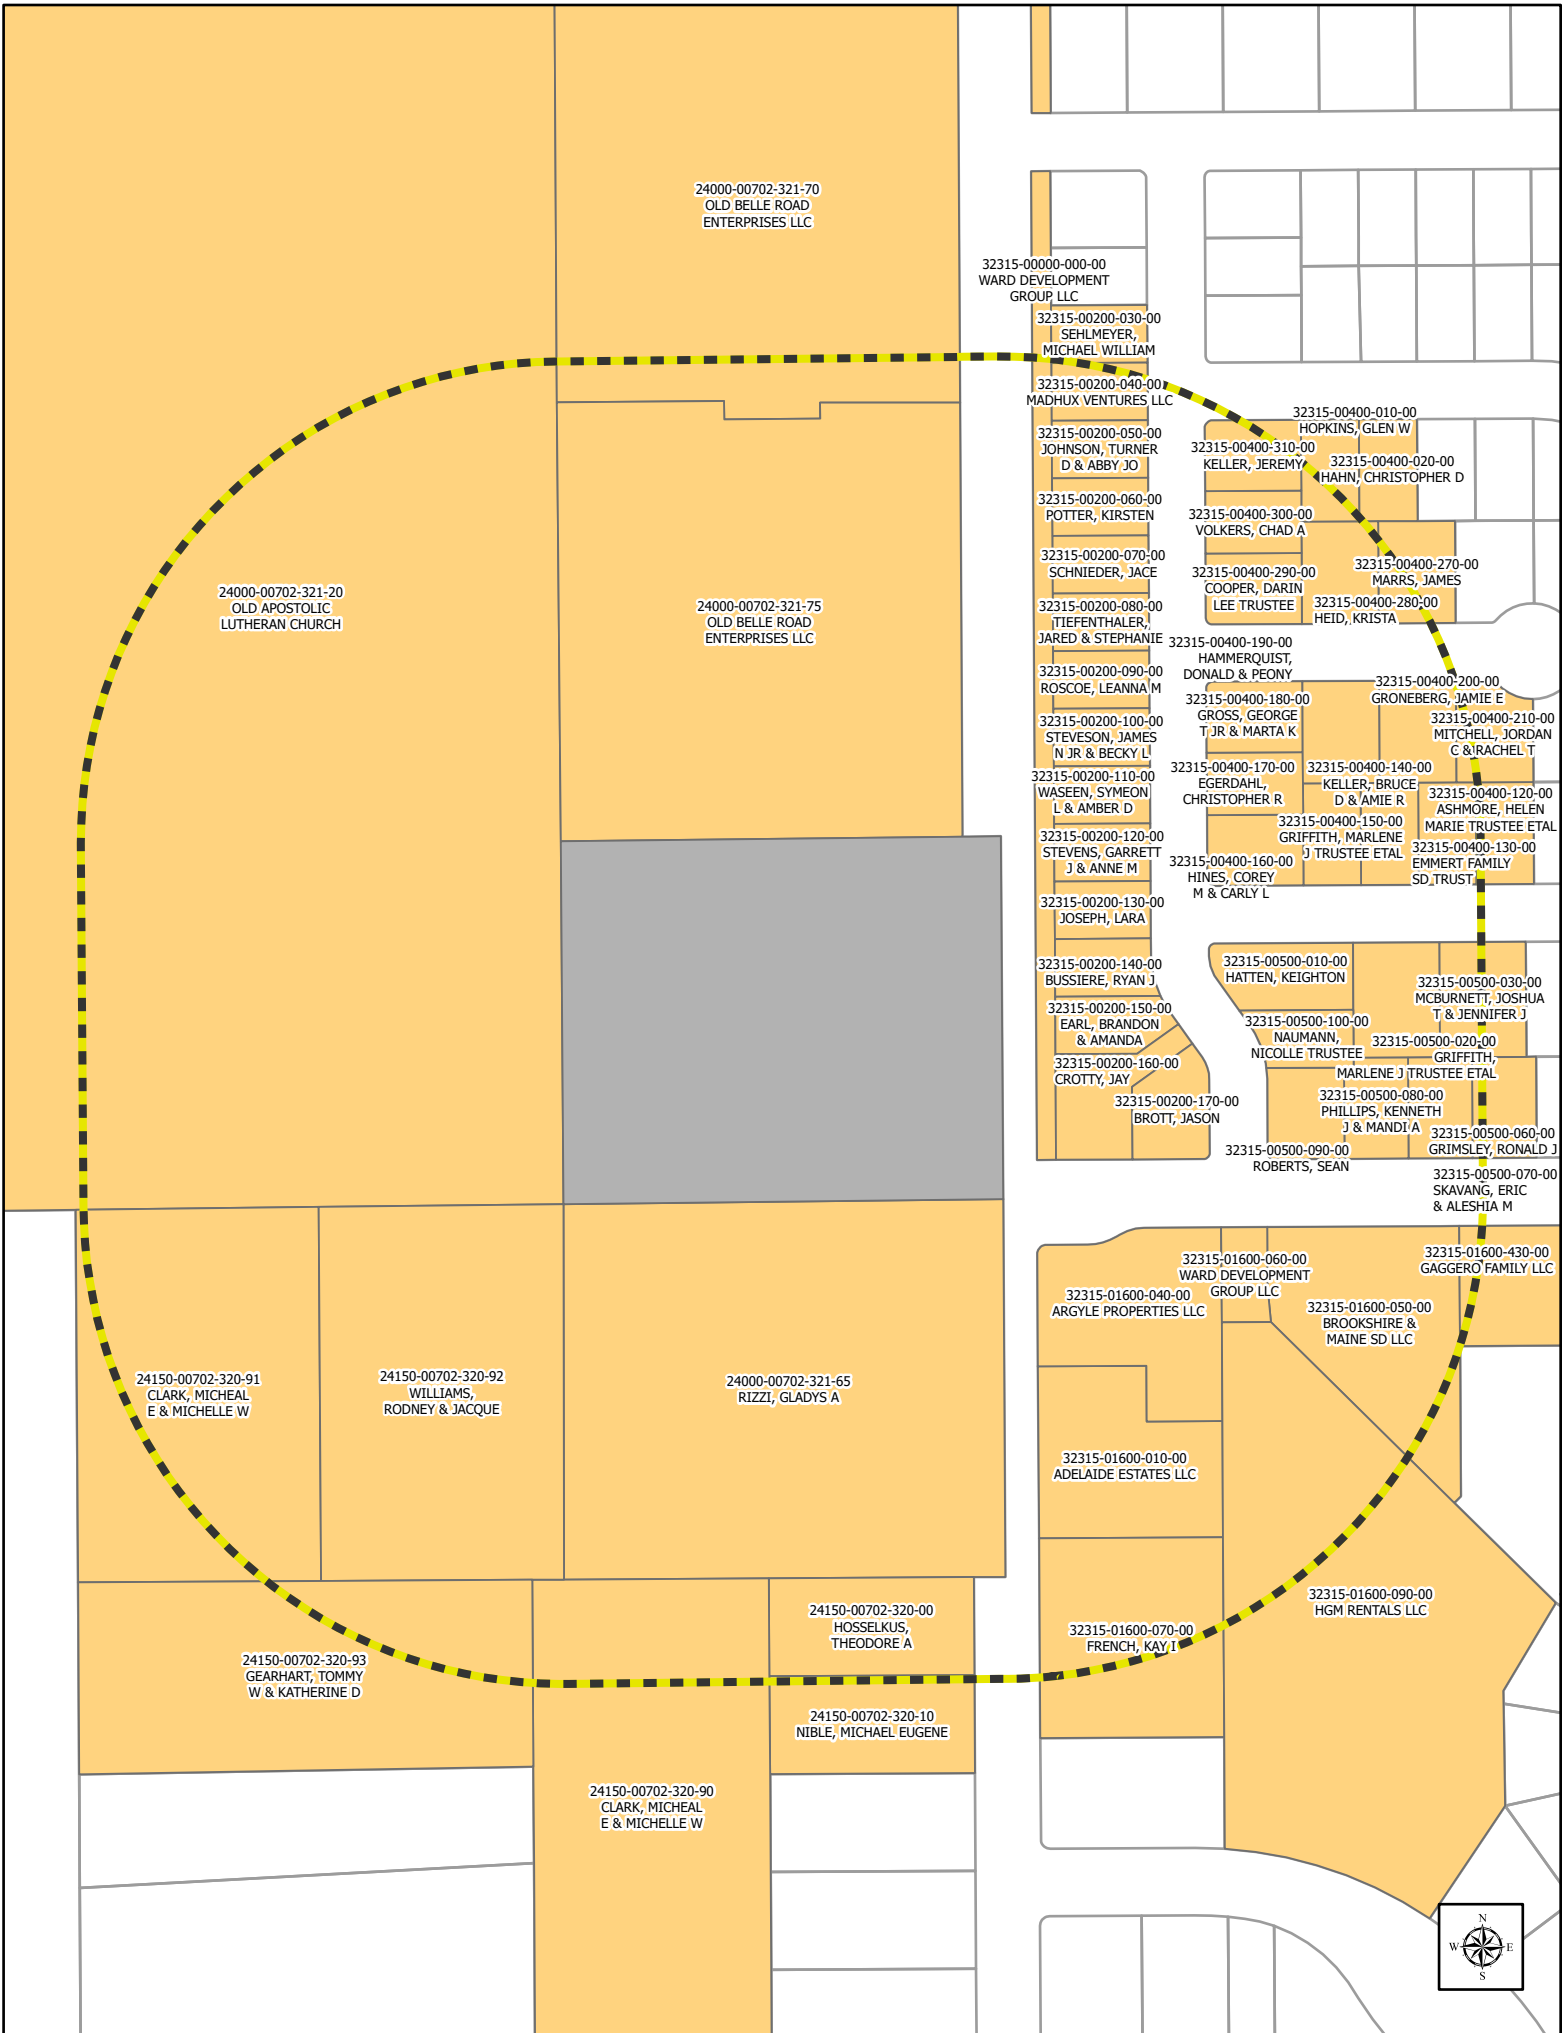 24000-00702-321-70
OLD BELLE ROAD
ENTERPRISES LLC
32315-00000-000-00
WARD DEVELOPMENT
GROUP LLC
32315-00200-030-00
SEHLMEYER,
MICHAEL WILLIAM
32315-00200-040-00
MADHUX VENTURES LLC
32315-00200-050-00
JOHNSON, TURNER
D & ABBY JO
32315-00200-060-00
POTTER, KIRSTEN
32315-00200-070-00
SCHNIEDER, JACE
32315-00200-080-00
TIEFENTHALER,
JARED & STEPHANIE
32315-00200-090-00
ROSCOE, LEANNA M
32315-00200-100-00
STEVESON, JAMES
N JR & BECKY L
32315-00200-110-00
WASEEN, SYMEON
L & AMBER D
32315-00200-120-00
STEVENS, GARRETT
J & ANNE M
32315-00200-130-00
JOSEPH, LARA
32315-00200-140-00
BUSSIERE, RYAN J
32315-00200-150-00
EARL, BRANDON
& AMANDA
32315-00200-160-00
CROTTY, JAY
32315-00200-170-00
BROTT, JASON
32315-00400-010-00
HOPKINS, GLEN W
32315-00400-310-00
KELLER, JEREMY
32315-00400-020-00
HAHN, CHRISTOPHER D
32315-00400-300-00
VOLKERS, CHAD A
32315-00400-290-00
COOPER, DARIN
LEE TRUSTEE
32315-00400-270-00
MARRS, JAMES
32315-00400-280-00
HEID, KRISTA
32315-00400-190-00
HAMMERQUIST,
DONALD & PEONY
32315-00400-180-00
GROSS, GEORGE
T JR & MARTA K
32315-00400-200-00
GRONEBERG, JAMIE E
32315-00400-210-00
MITCHELL, JORDAN
C & RACHEL T
32315-00400-170-00
EGERDAHL,
CHRISTOPHER R
32315-00400-140-00
KELLER, BRUCE
D & AMIE R
32315-00400-120-00
ASHMORE, HELEN
MARIE TRUSTEE ETAL
32315-00400-150-00
GRIFFITH, MARLENE
J TRUSTEE ETAL
32315-00400-130-00
EMMERT FAMILY
SD TRUST
32315-00400-160-00
HINES, COREY
M & CARLY L
32315-00500-010-00
HATTEN, KEIGHTON
32315-00500-030-00
MCBURNETT, JOSHUA
T & JENNIFER J
32315-00500-100-00
NAUMANN,
NICOLLE TRUSTEE
32315-00500-020-00
GRIFFITH,
MARLENE J TRUSTEE ETAL
32315-00500-080-00
PHILLIPS, KENNETH
J & MANDI A
32315-00500-060-00
GRIMSLEY, RONALD J
32315-00500-090-00
ROBERTS, SEAN
32315-00500-070-00
SKAVANG, ERIC
& ALESHIA M
24000-00702-321-20
OLD APOSTOLIC
LUTHERAN CHURCH
24000-00702-321-75
OLD BELLE ROAD
ENTERPRISES LLC
32315-01600-060-00
WARD DEVELOPMENT
GROUP LLC
32315-01600-430-00
GAGGERO FAMILY LLC
32315-01600-040-00
ARGYLE PROPERTIES LLC
32315-01600-050-00
BROOKSHIRE &
MAINE SD LLC
24150-00702-320-91
CLARK, MICHEAL
E & MICHELLE W
24150-00702-320-92
WILLIAMS,
RODNEY & JACQUE
24000-00702-321-65
RIZZI, GLADYS A
32315-01600-010-00
ADELAIDE ESTATES LLC
32315-01600-090-00
HGM RENTALS LLC
24150-00702-320-00
HOSSELKUS,
THEODORE A
32315-01600-070-00
FRENCH, KAY I
24150-00702-320-93
GEARHART, TOMMY
W & KATHERINE D
24150-00702-320-10
NIBLE, MICHAEL EUGENE
24150-00702-320-90
CLARK, MICHEAL
E & MICHELLE W
N
W E
S